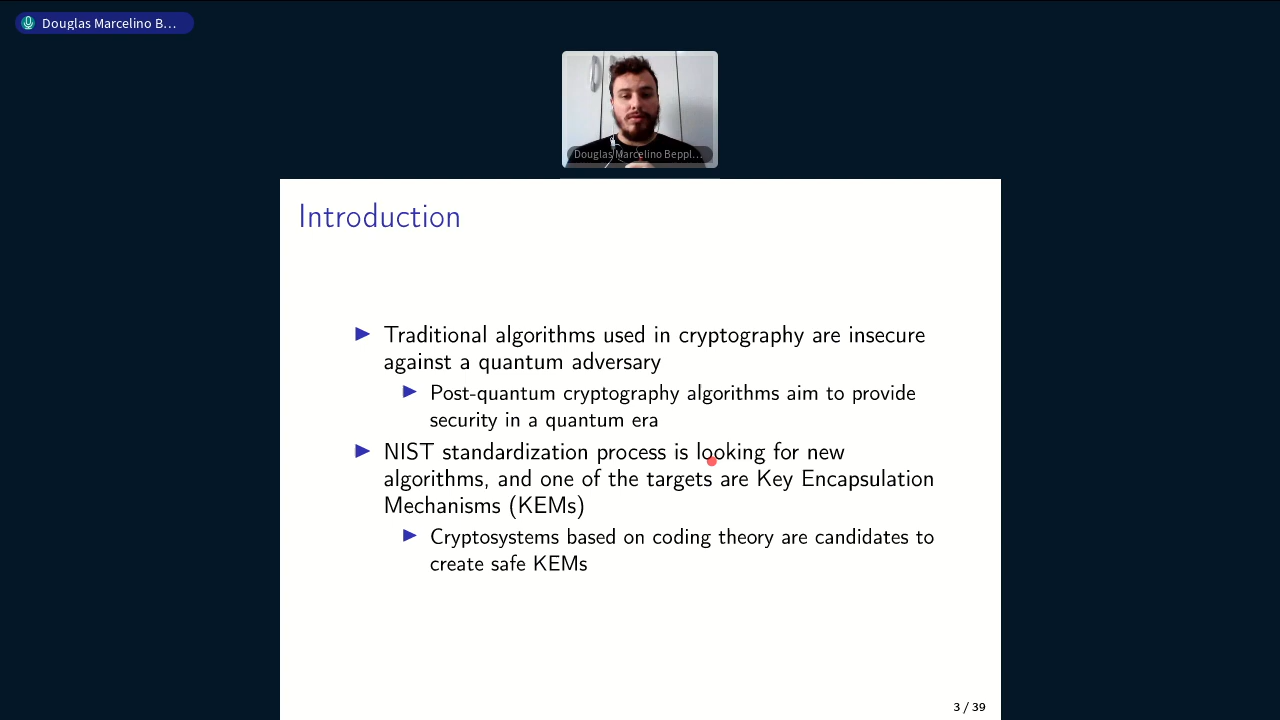 Douglas Marcelino B...
Douglas Marcelino Beppl...
Introduction
Traditional algorithms used in cryptography are insecure
against a quantum adversary
Post-quantum cryptography algorithms aim to provide
security in a quantum era
NIST standardization process is looking for new
algorithms, and one of the targets are Key Encapsulation
Mechanisms (KEMs)
Cryptosystems based on coding theory are candidates to
create safe KEMs
3 / 39